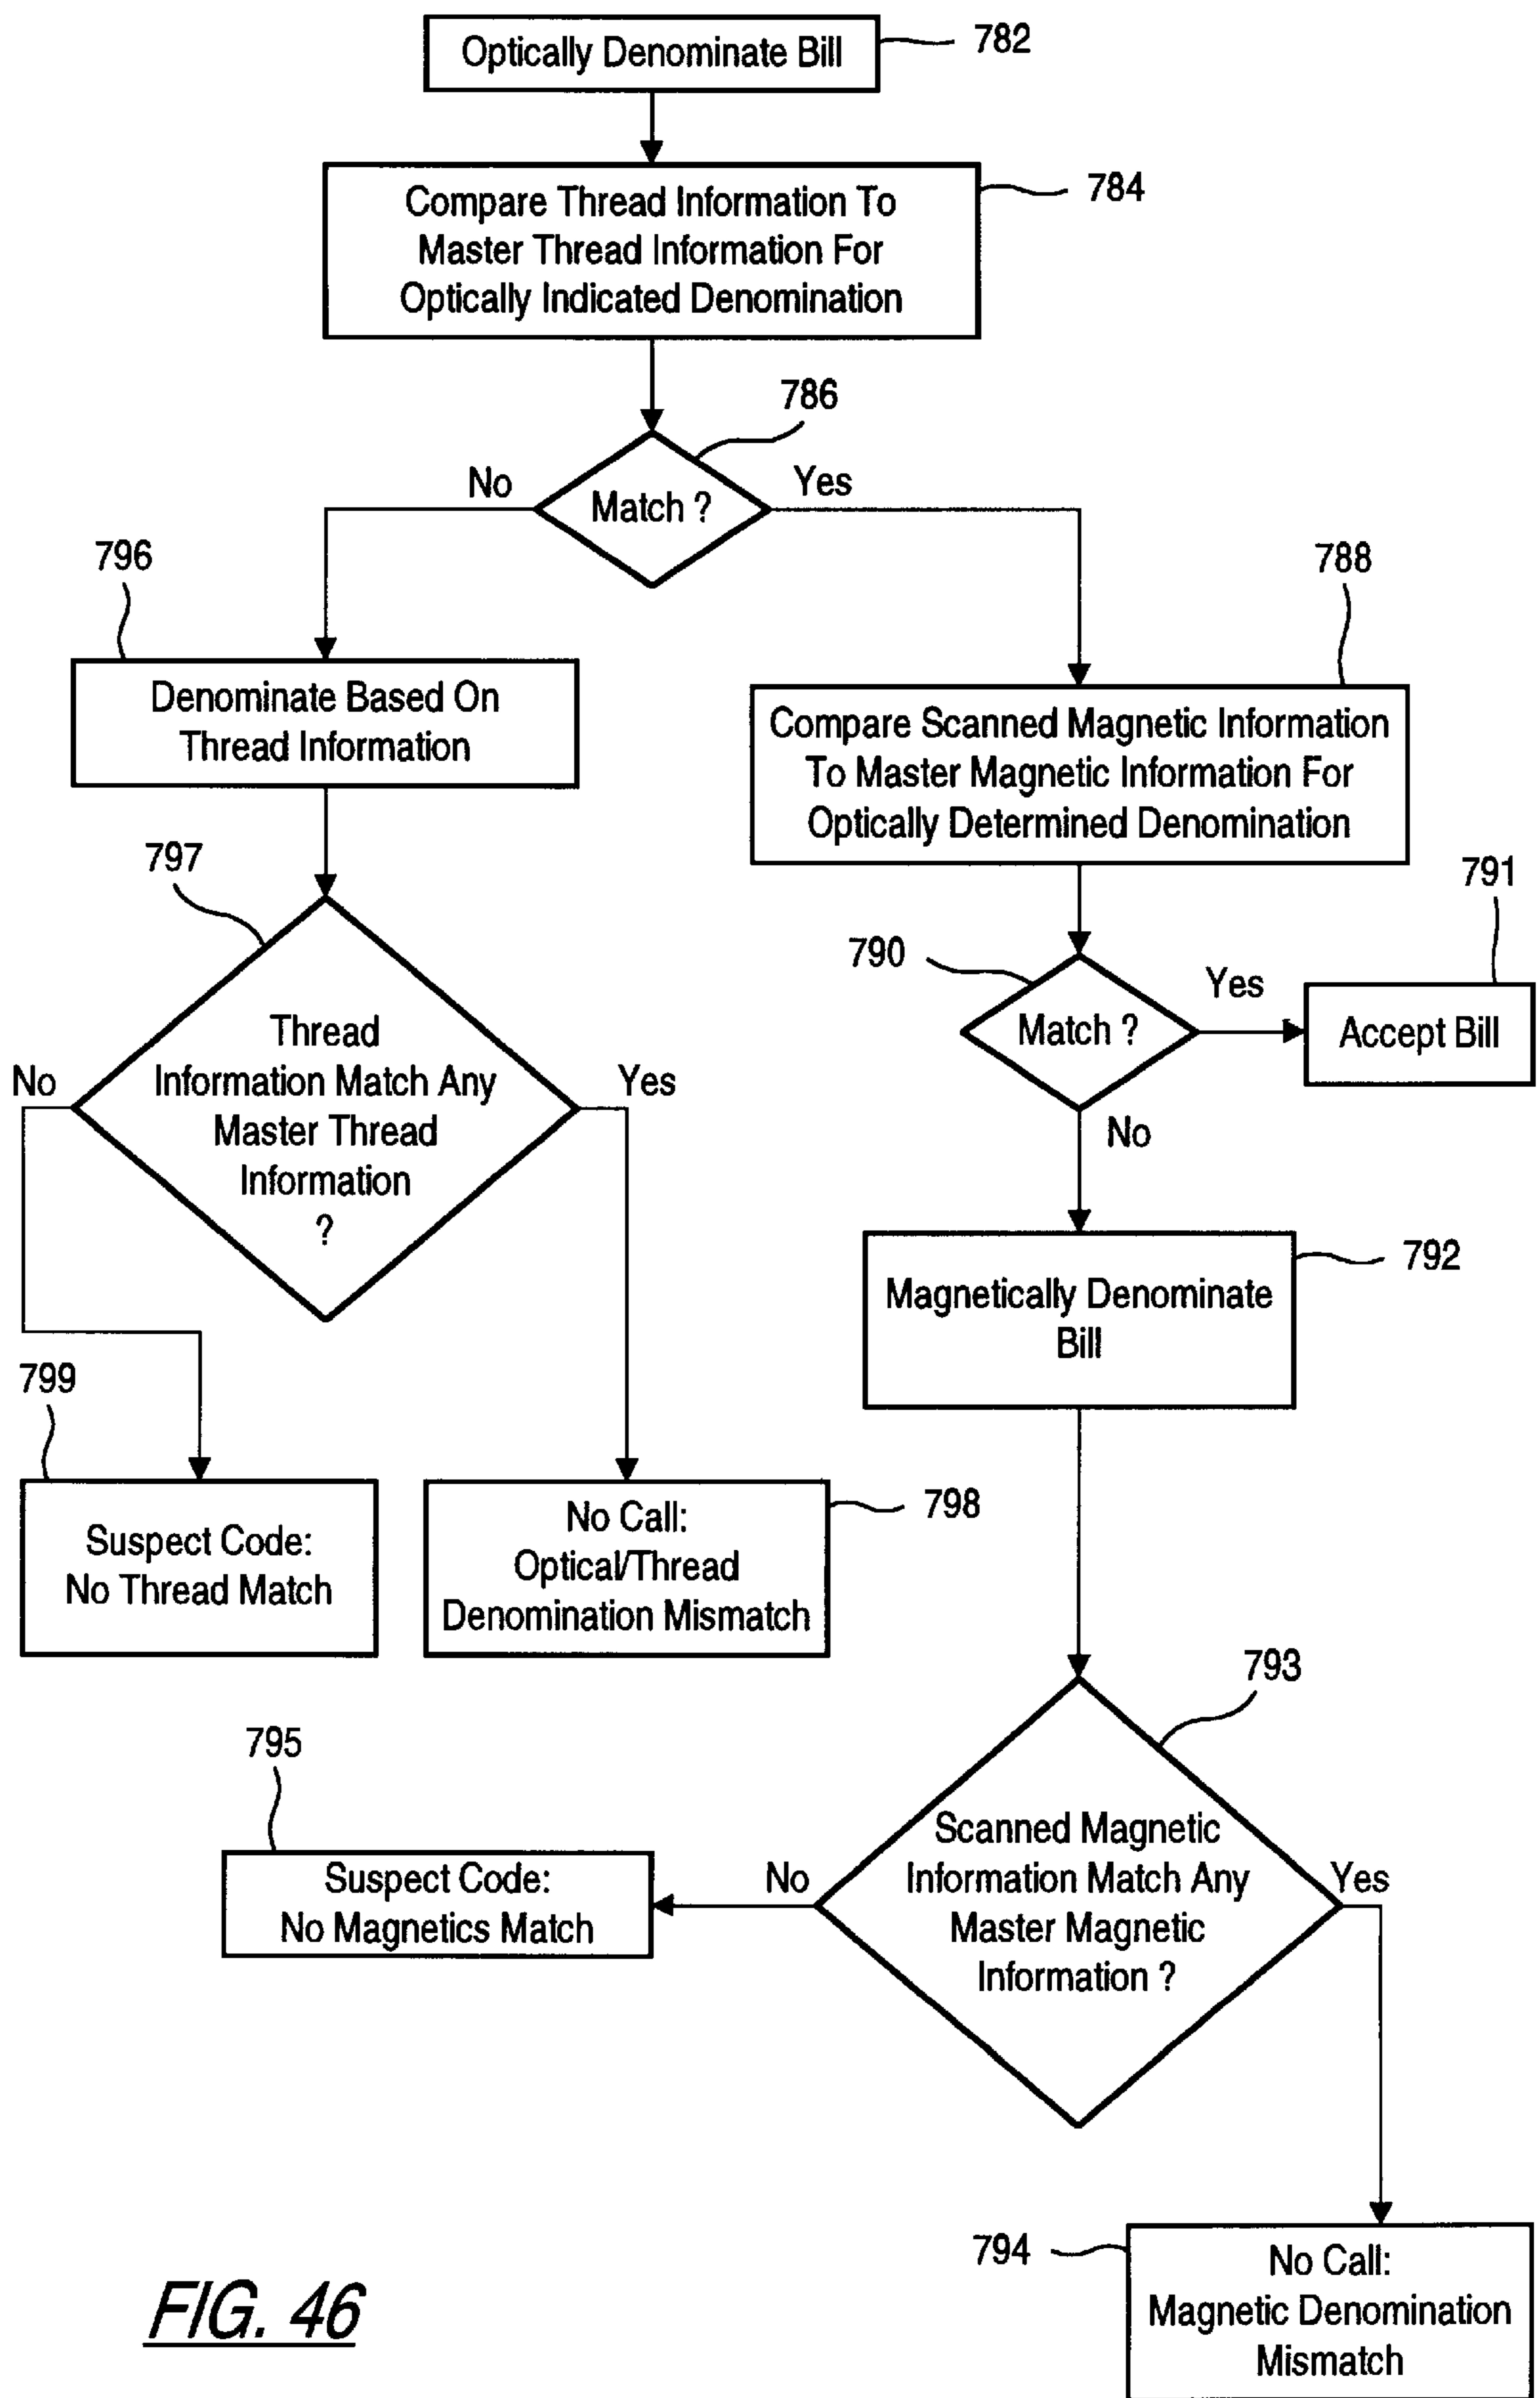 Optically Denominate Bill
782
Compare Thread Information To
Master Thread Information For
Optically Indicated Denomination
784
786
Match ?
No
Yes
796
Denominate Based On
Thread Information
788
Compare Scanned Magnetic Information
To Master Magnetic Information For
Optically Determined Denomination
797
Thread
Information Match Any
Master Thread
Information
?
No
Yes
790
Match ?
Yes
No
791
Accept Bill
792
Magnetically Denominate
Bill
799
Suspect Code:
No Thread Match
798
No Call:
Optical/Thread
Denomination Mismatch
793
Scanned Magnetic
Information Match Any
Master Magnetic
Information ?
No
Yes
795
Suspect Code:
No Magnetics Match
794
No Call:
Magnetic Denomination
Mismatch
FIG. 46